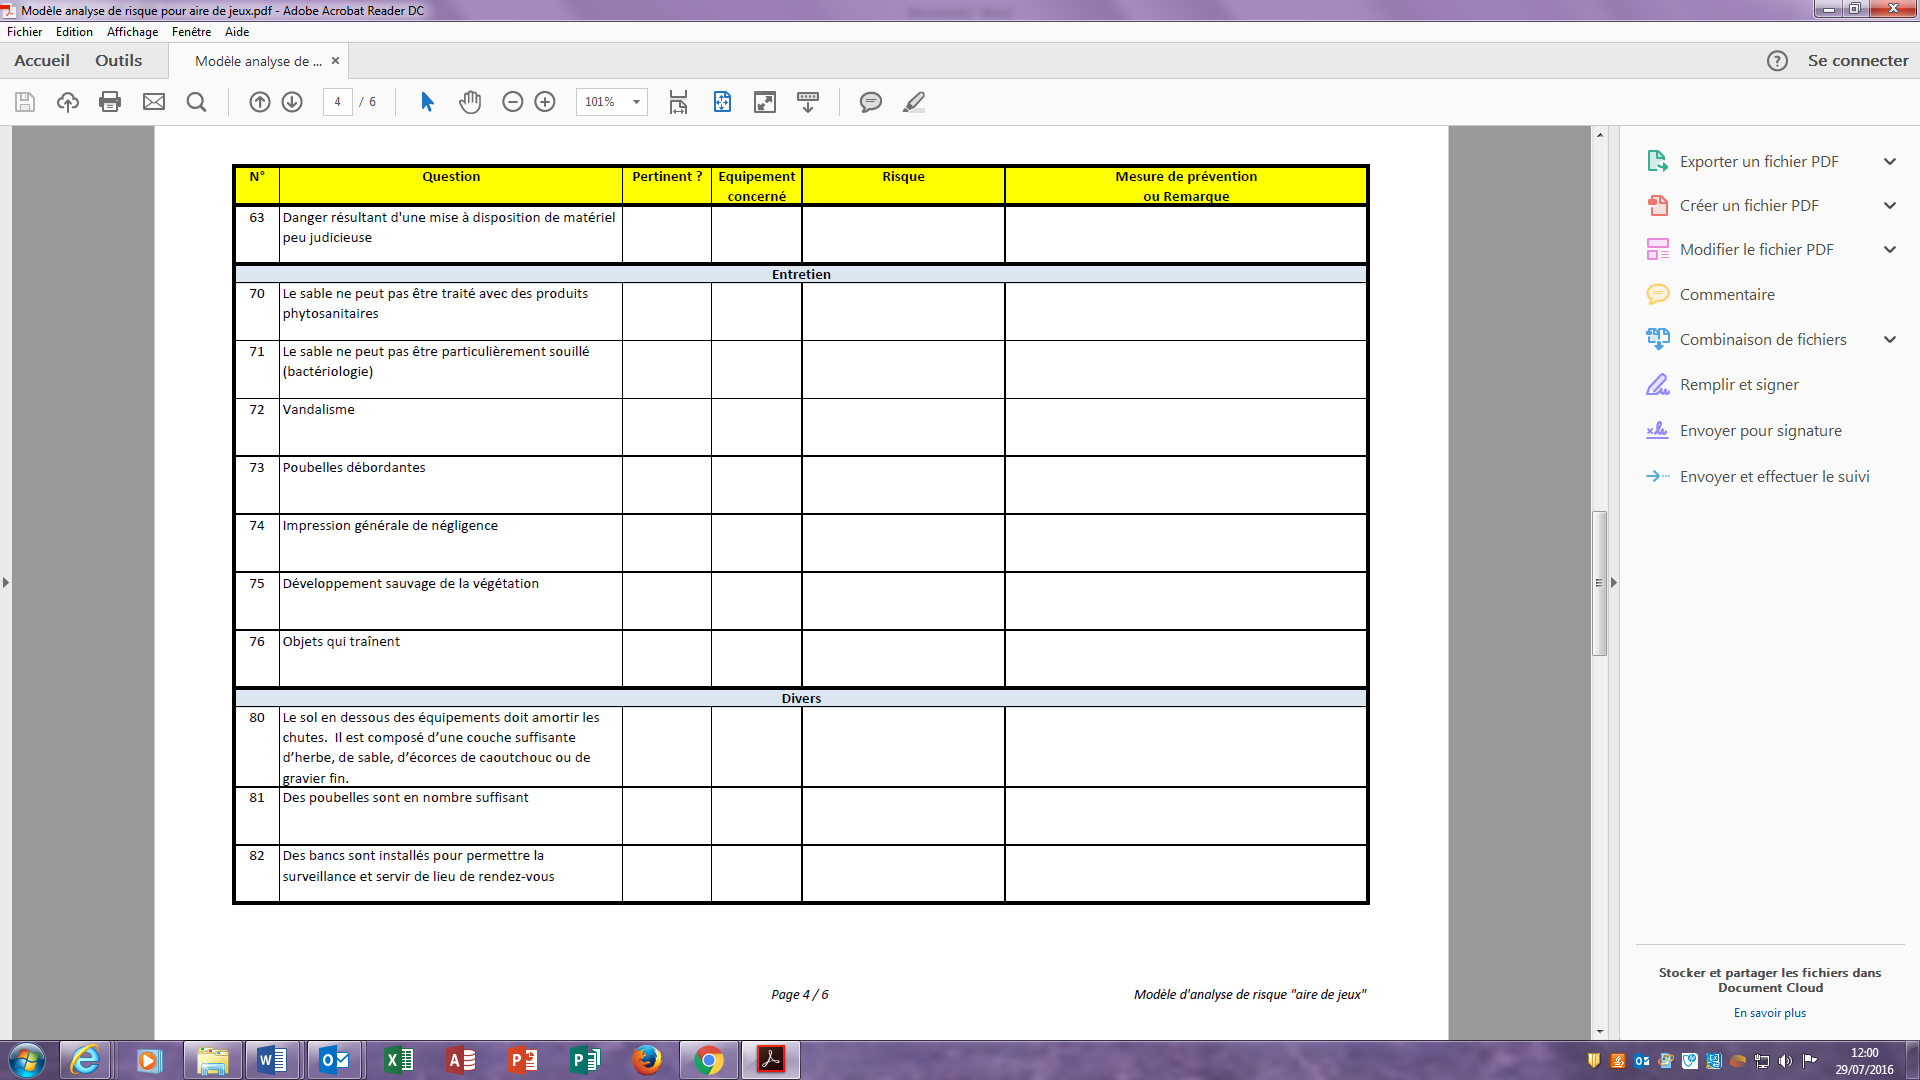 Modèle analyse de risque pour aire de jeux.pdf - Adobe Acrobat Reader DC
Fichier Edition Affichage Fenêtre Aide
Accueil Outils Modèle analyse de ... × ? Se connecter
4 / 6 101%
N° Question Pertinent ? Equipement concerné Risque Mesure de prévention ou Remarque
63 Danger résultant d'une mise à disposition de matériel
peu judicieuse
Entretien
70 Le sable ne peut pas être traité avec des produits
phytosanitaires
71 Le sable ne peut pas être particulièrement souillé
(bactériologie)
72 Vandalisme
73 Poubelles débordantes
74 Impression générale de négligence
75 Développement sauvage de la végétation
76 Objets qui traînent
Divers
80 Le sol en dessous des équipements doit amortir les
chutes. Il est composé d’une couche suffisante
d’herbe, de sable, d’écorces de caoutchouc ou de
gravier fin.
81 Des poubelles sont en nombre suffisant
82 Des bancs sont installés pour permettre la
surveillance et servir de lieu de rendez-vous
Page 4 / 6 Modèle d'analyse de risque "aire de jeux"
Exporter un fichier PDF
Créer un fichier PDF
Modifier le fichier PDF
Commentaire
Combinaison de fichiers
Remplir et signer
Envoyer pour signature
Envoyer et effectuer le suivi
Stocker et partager les fichiers dans
Document Cloud
En savoir plus
12:00
29/07/2016